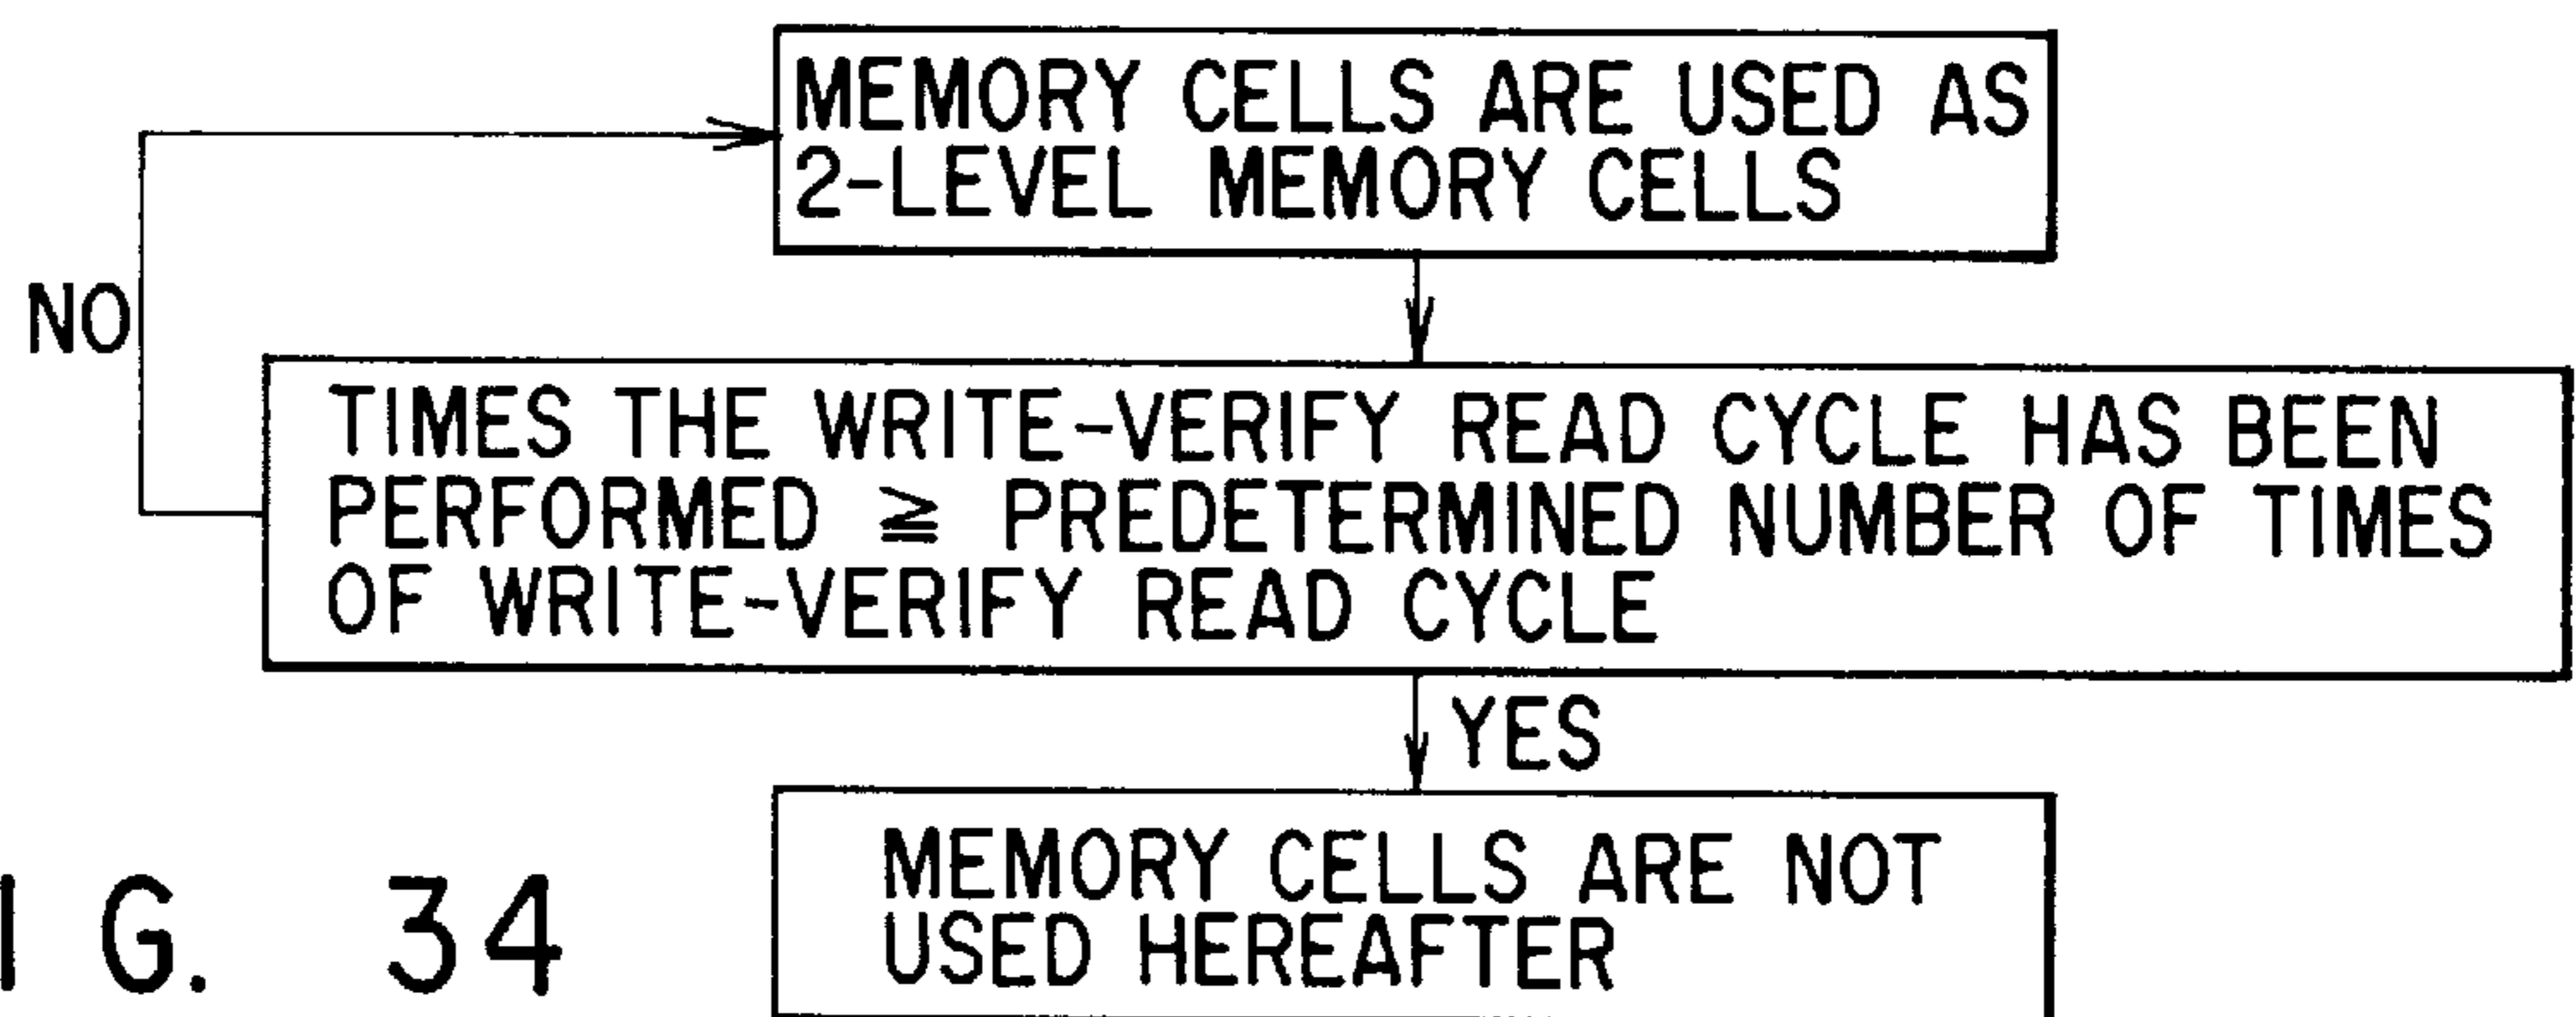 MEMORY CELLS ARE USED AS
2-LEVEL MEMORY CELLS
NO
TIMES THE WRITE-VERIFY READ CYCLE HAS BEEN
PERFORMED ≧ PREDETERMINED NUMBER OF TIMES
OF WRITE-VERIFY READ CYCLE
YES
MEMORY CELLS ARE NOT
USED HEREAFTER
IG. 34